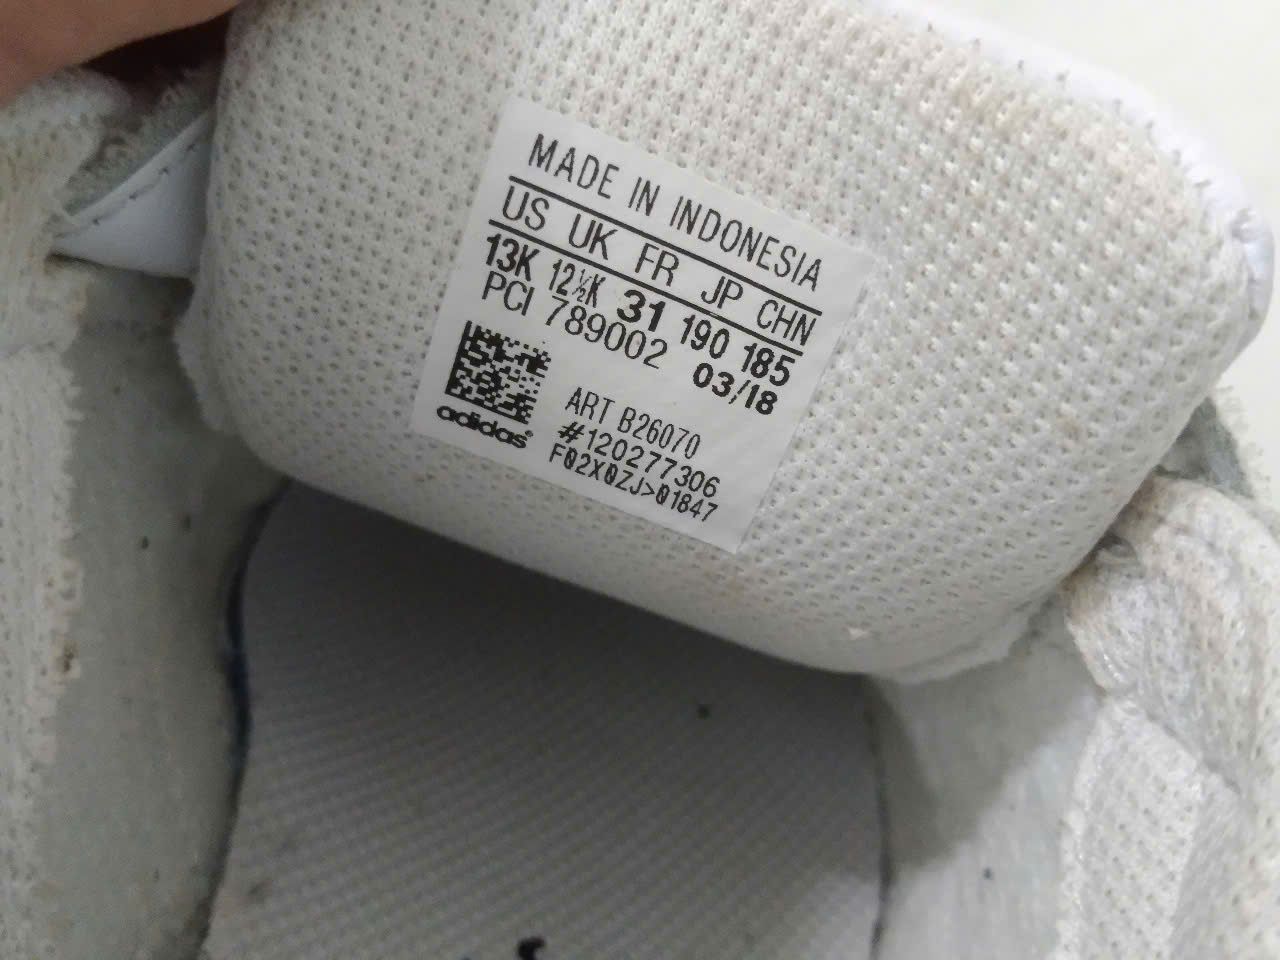 MADE IN INDONESIA
US UK FR JP CHN
13K 12½K 31 190 185
PCI 789002 03/18
ART B26070
#120277306
F02X0ZJ>01847
adidas